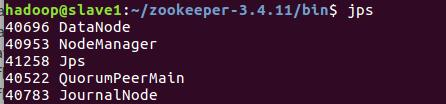 hadoop@slave1:~/zookeeper-3.4.11/bin$ jps
40696 DataNode
40953 NodeManager
41258 Jps
40522 QuorumPeerMain
40783 JournalNode